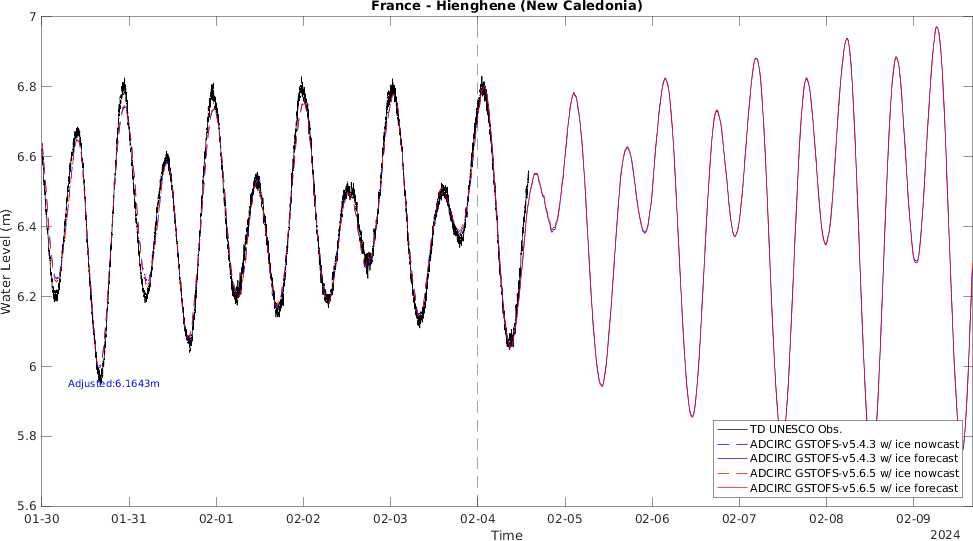 France - Hienghene (New Caledonia)
7
6.8
6.6
6.4
6.2
6
5.8
5.6
Water Level (m)
Adjusted:6.1643m
TD UNESCO Obs.
ADCIRC GSTOFS-v5.4.3 w/ ice nowcast
ADCIRC GSTOFS-v5.4.3 w/ ice forecast
ADCIRC GSTOFS-v5.6.5 w/ ice nowcast
ADCIRC GSTOFS-v5.6.5 w/ ice forecast
01-30 01-31 02-01 02-02 02-03 02-04 02-05 02-06 02-07 02-08 02-09
Time
2024